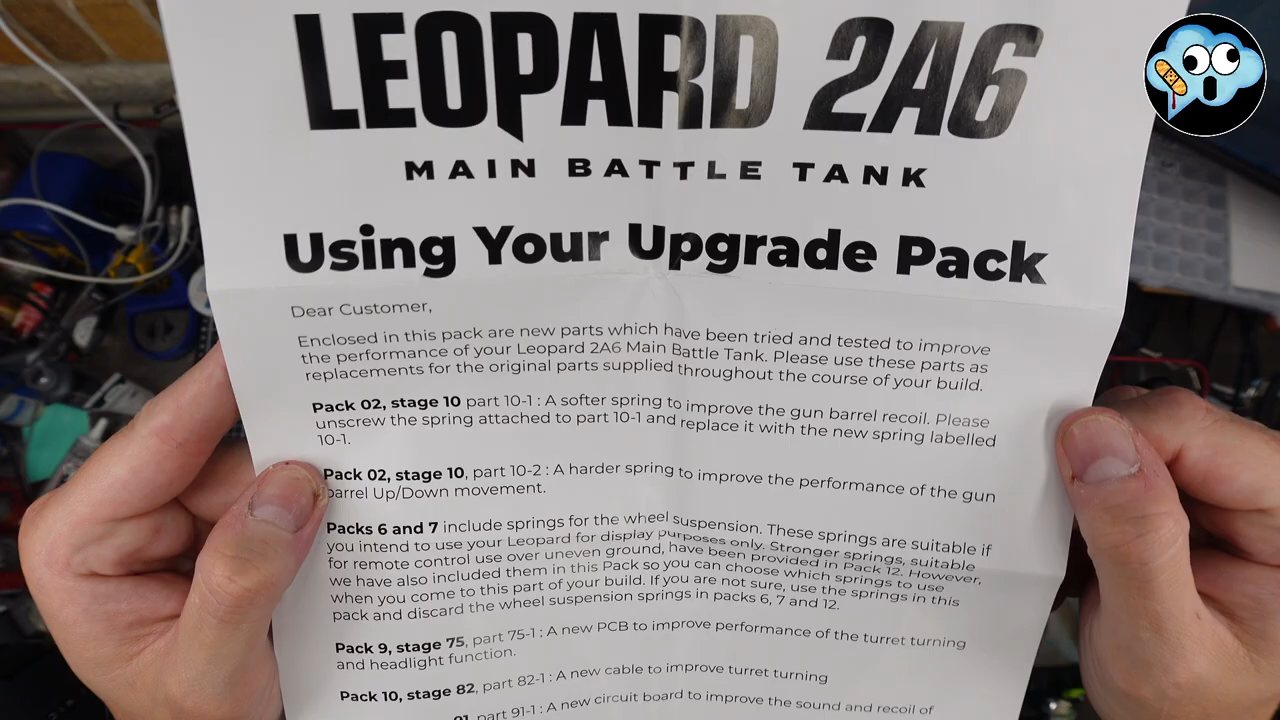 LEOPARD 2A6
MAIN BATTLE TANK
Using Your Upgrade Pack
Dear Customer,
Enclosed in this pack are new parts which have been tried and tested to improve
the performance of your Leopard 2A6 Main Battle Tank. Please use these parts as
replacements for the original parts supplied throughout the course of your build.
Pack 02, stage 10 part 10-1 : A softer spring to improve the gun barrel recoil. Please
unscrew the spring attached to part 10-1 and replace it with the new spring labelled
10-1.
Pack 02, stage 10, part 10-2 : A harder spring to improve the performance of the gun
barrel Up/Down movement.
Packs 6 and 7 include springs for the wheel suspension. These springs are suitable if
you intend to use your Leopard for display purposes only. Stronger springs, suitable
for remote control use over uneven ground, have been provided in Pack 12. However,
we have also included them in this Pack so you can choose which springs to use
when you come to this part of your build. If you are not sure, use the springs in this
pack and discard the wheel suspension springs in packs 6, 7 and 12.
Pack 9, stage 75, part 75-1 : A new PCB to improve performance of the turret turning
and headlight function.
Pack 10, stage 82, part 82-1 : A new cable to improve turret turning
91, part 91-1 : A new circuit board to improve the sound and recoil of